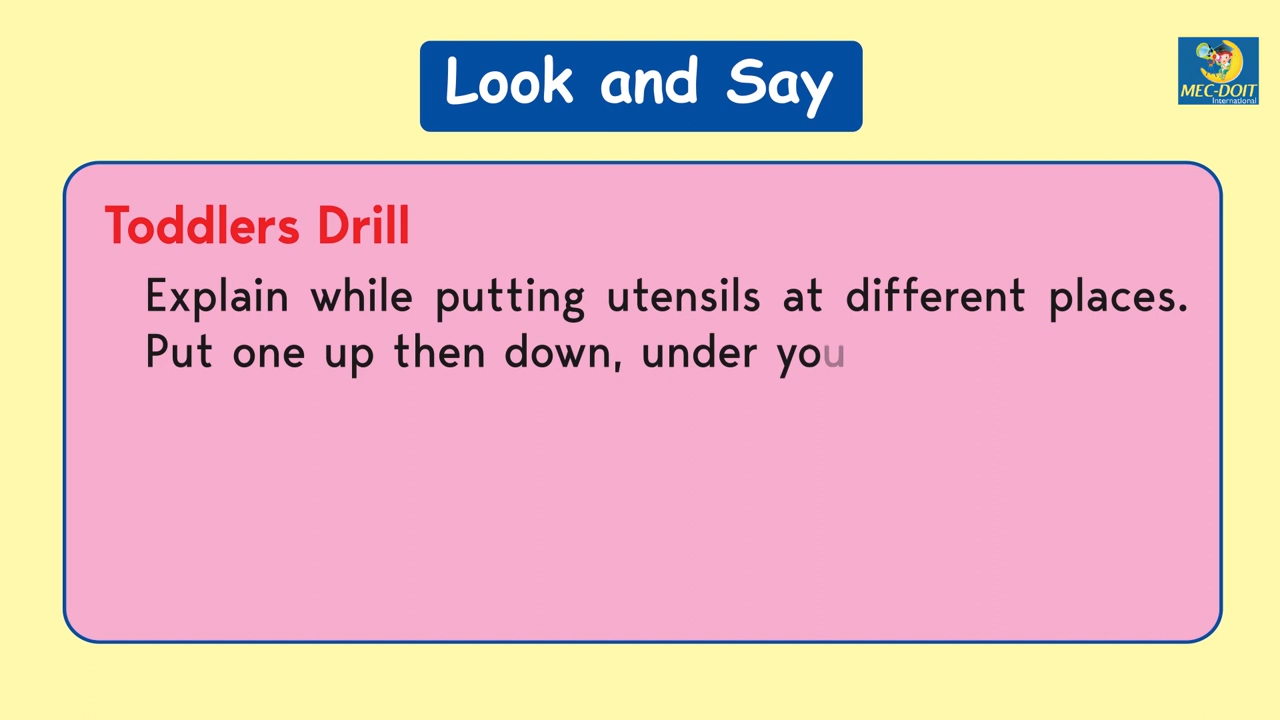 Look and Say
MEC-DOIT
International
Toddlers Drill
Explain while putting utensils at different places.
Put one up then down, under you